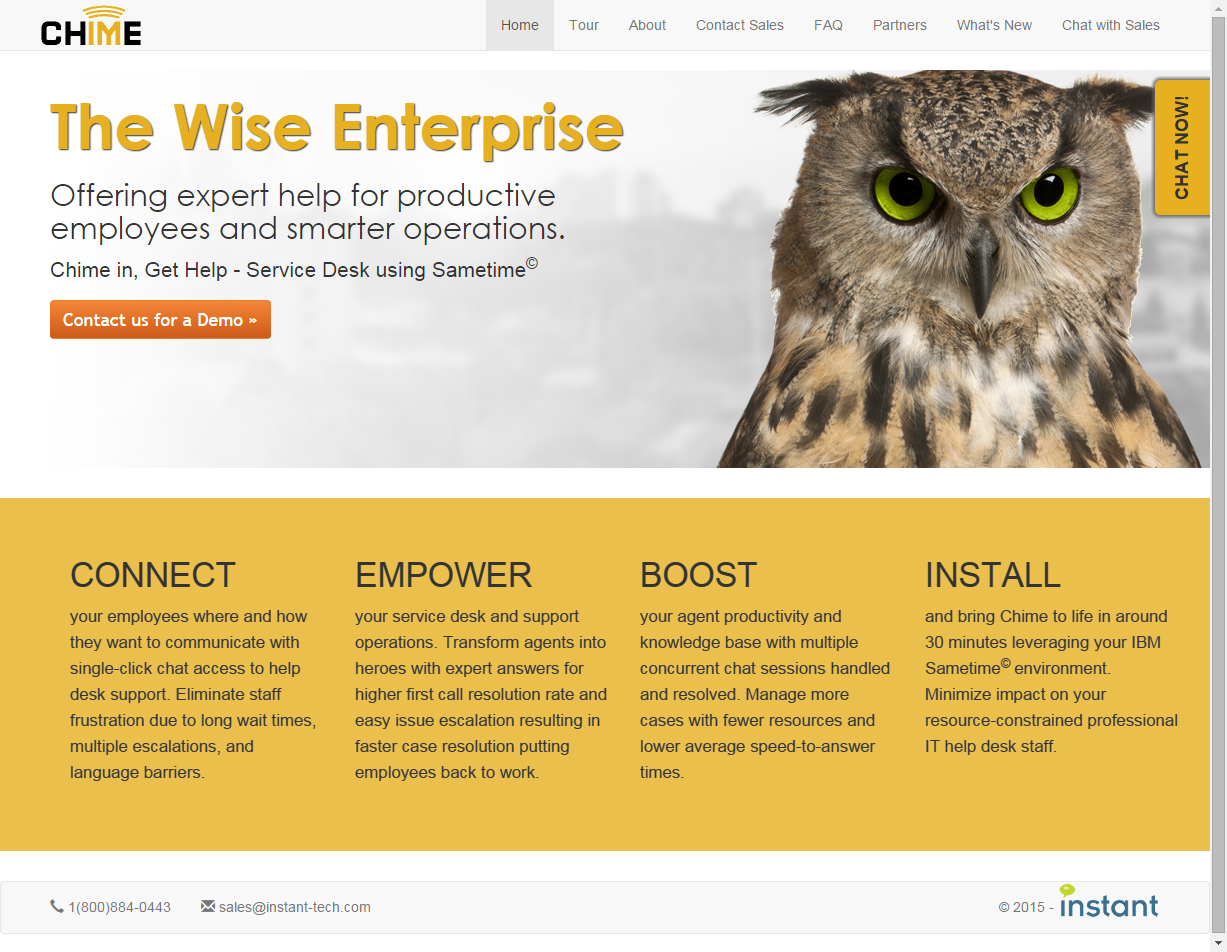 CHIME
Home Tour About Contact Sales FAQ Partners What's New Chat with Sales
The Wise Enterprise
Offering expert help for productive
employees and smarter operations.
Chime in, Get Help - Service Desk using Sametime©
Contact us for a Demo »
CHAT NOW!
CONNECT
your employees where and how
they want to communicate with
single-click chat access to help
desk support. Eliminate staff
frustration due to long wait times,
multiple escalations, and
language barriers.
EMPOWER
your service desk and support
operations. Transform agents into
heroes with expert answers for
higher first call resolution rate and
easy issue escalation resulting in
faster case resolution putting
employees back to work.
BOOST
your agent productivity and
knowledge base with multiple
concurrent chat sessions handled
and resolved. Manage more
cases with fewer resources and
lower average speed-to-answer
times.
INSTALL
and bring Chime to life in around
30 minutes leveraging your IBM
Sametime© environment.
Minimize impact on your
resource-constrained professional
IT help desk staff.
1(800)884-0443 sales@instant-tech.com © 2015 - instant